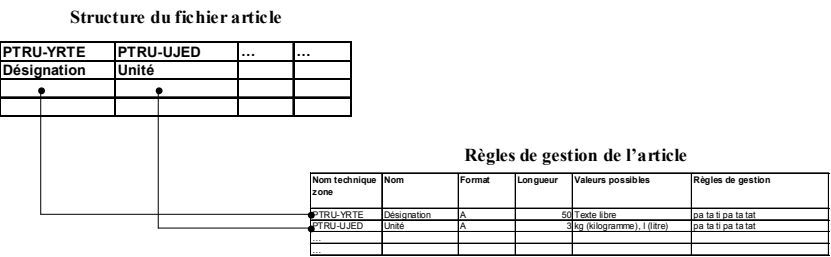 Structure du fichier article
PTRU-YRTE PTRU-UJED ... ...
Désignation Unité
Règles de gestion de l'article
Nom technique zone Nom Format Longueur Valeurs possibles Règles de gestion
PTRU-YRTE Désignation A 50 Texte libre pa ta ti pa ta tat
PTRU-UJED Unité A 3 kg (kilogramme), l (litre) pa ta ti pa ta tat
...
...